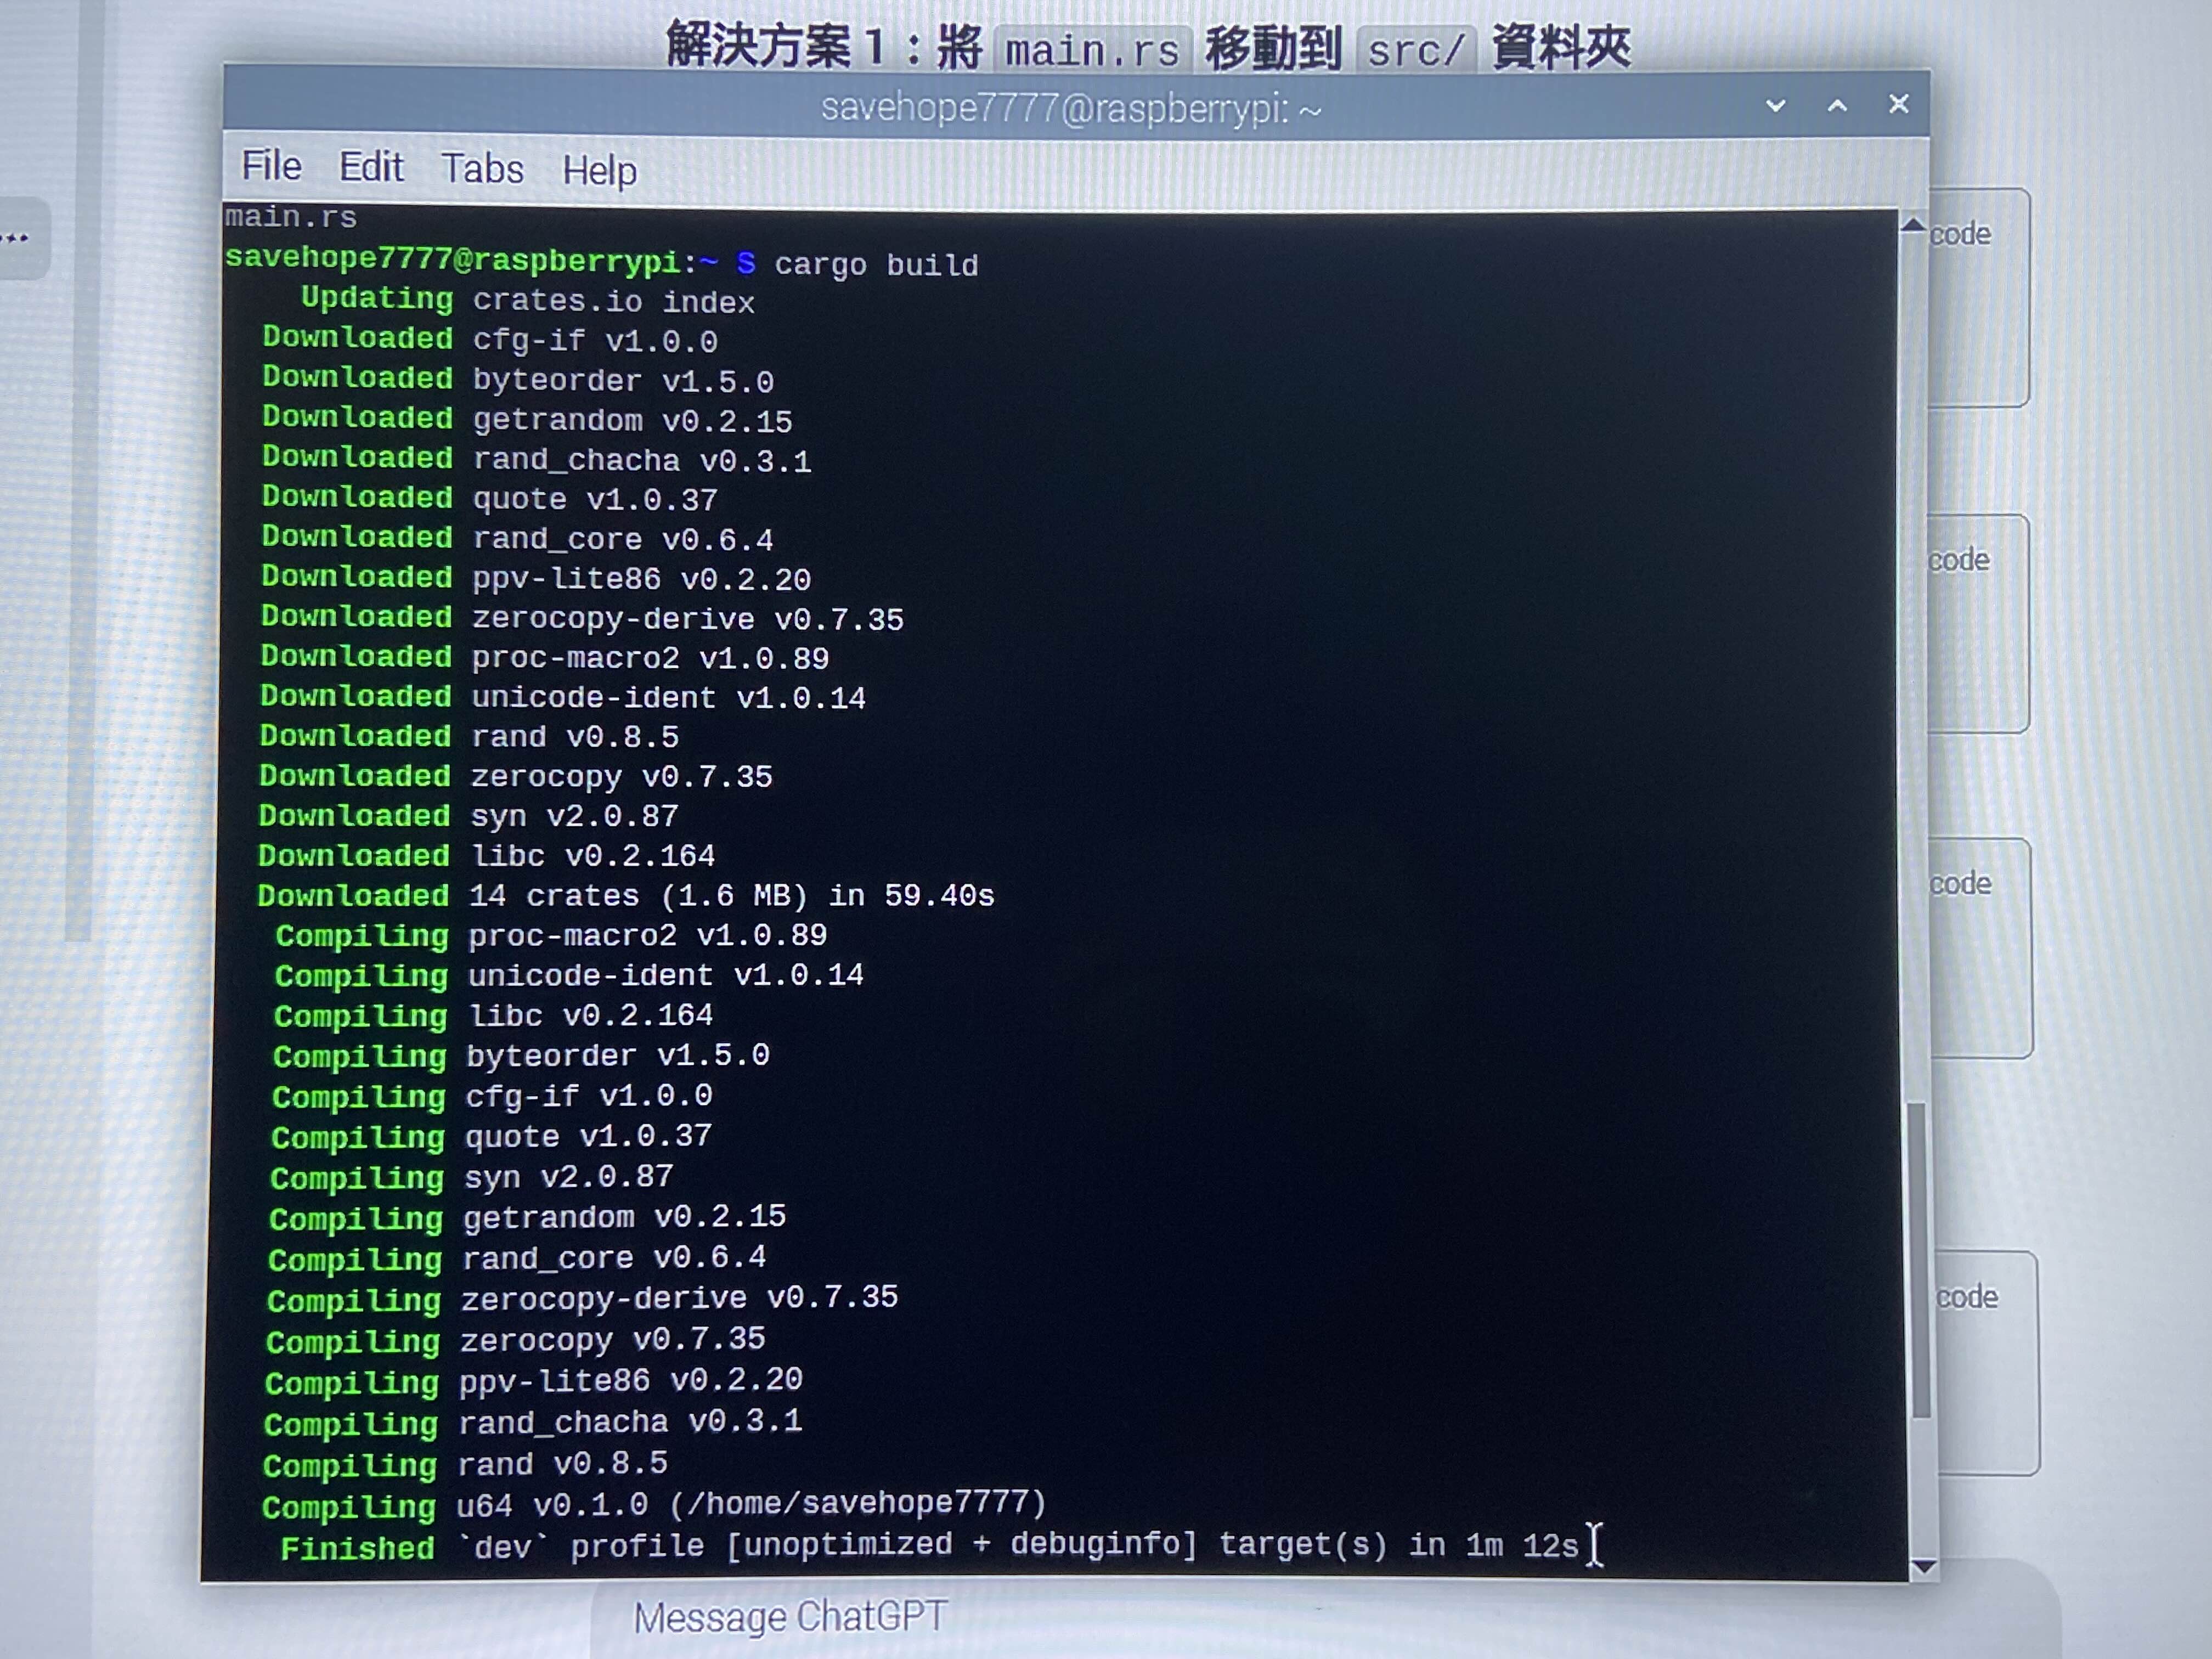 解決方案 1：將 main.rs 移動到 src/ 資料夾
savehope7777@raspberrypi: ~
File Edit Tabs Help
main.rs
savehope7777@raspberrypi:~ $ cargo build
Updating crates.io index
Downloaded cfg-if v1.0.0
Downloaded byteorder v1.5.0
Downloaded getrandom v0.2.15
Downloaded rand_chacha v0.3.1
Downloaded quote v1.0.37
Downloaded rand_core v0.6.4
Downloaded ppv-lite86 v0.2.20
Downloaded zerocopy-derive v0.7.35
Downloaded proc-macro2 v1.0.89
Downloaded unicode-ident v1.0.14
Downloaded rand v0.8.5
Downloaded zerocopy v0.7.35
Downloaded syn v2.0.87
Downloaded libc v0.2.164
Downloaded 14 crates (1.6 MB) in 59.40s
Compiling proc-macro2 v1.0.89
Compiling unicode-ident v1.0.14
Compiling libc v0.2.164
Compiling byteorder v1.5.0
Compiling cfg-if v1.0.0
Compiling quote v1.0.37
Compiling syn v2.0.87
Compiling getrandom v0.2.15
Compiling rand_core v0.6.4
Compiling zerocopy-derive v0.7.35
Compiling zerocopy v0.7.35
Compiling ppv-lite86 v0.2.20
Compiling rand_chacha v0.3.1
Compiling rand v0.8.5
Compiling u64 v0.1.0 (/home/savehope7777)
Finished `dev` profile [unoptimized + debuginfo] target(s) in 1m 12s
code
code
code
code
Message ChatGPT